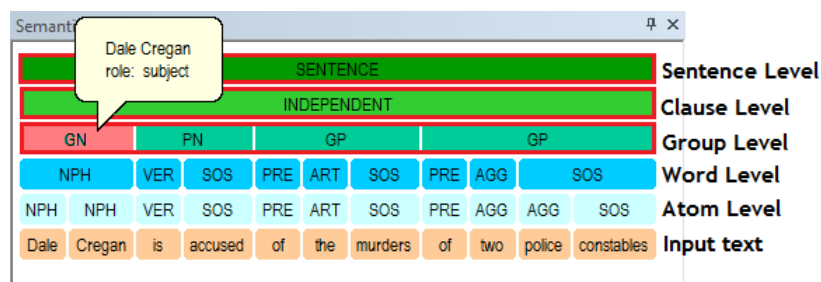 Semanti
Dale Cregan
role: subject
SENTENCE Sentence Level
INDEPENDENT Clause Level
GN PN GP GP Group Level
NPH VER SOS PRE ART SOS PRE AGG SOS Word Level
NPH NPH VER SOS PRE ART SOS PRE AGG AGG SOS Atom Level
Dale Cregan is accused of the murders of two police constables Input text